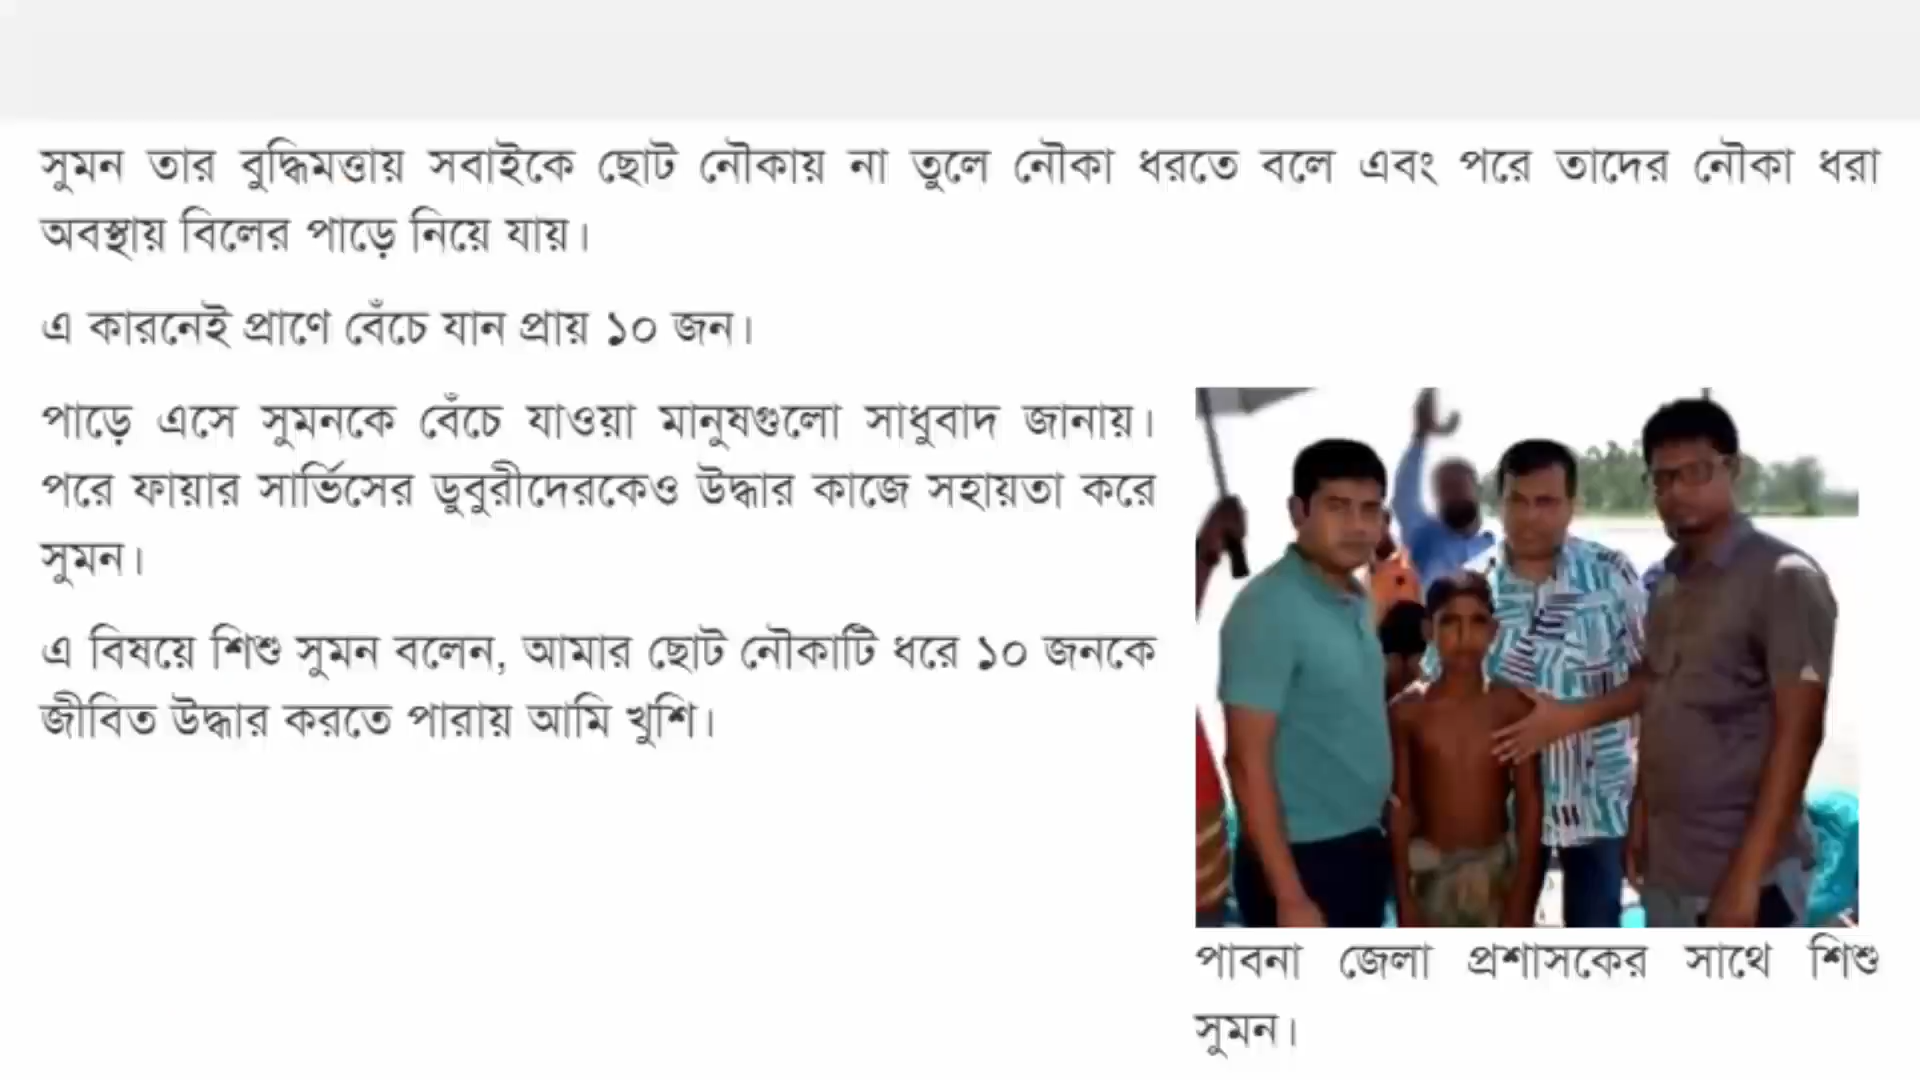 সুমন তার বুদ্ধিমত্তায় সবাইকে ছোট নৌকায় না তুলে নৌকা ধরতে বলে এবং পরে তাদের নৌকা ধরা
অবস্থায় বিলের পাড়ে নিয়ে যায়।
এ কারনেই প্রাণে বেঁচে যান প্রায় ১০ জন।
পাড়ে এসে সুমনকে বেঁচে যাওয়া মানুষগুলো সাধুবাদ জানায়।
পরে ফায়ার সার্ভিসের ডুবুরীদেরকেও উদ্ধার কাজে সহায়তা করে
সুমন।
এ বিষয়ে শিশু সুমন বলেন, আমার ছোট নৌকাটি ধরে ১০ জনকে
জীবিত উদ্ধার করতে পারায় আমি খুশি।
পাবনা জেলা প্রশাসকের সাথে শিশু
সুমন।